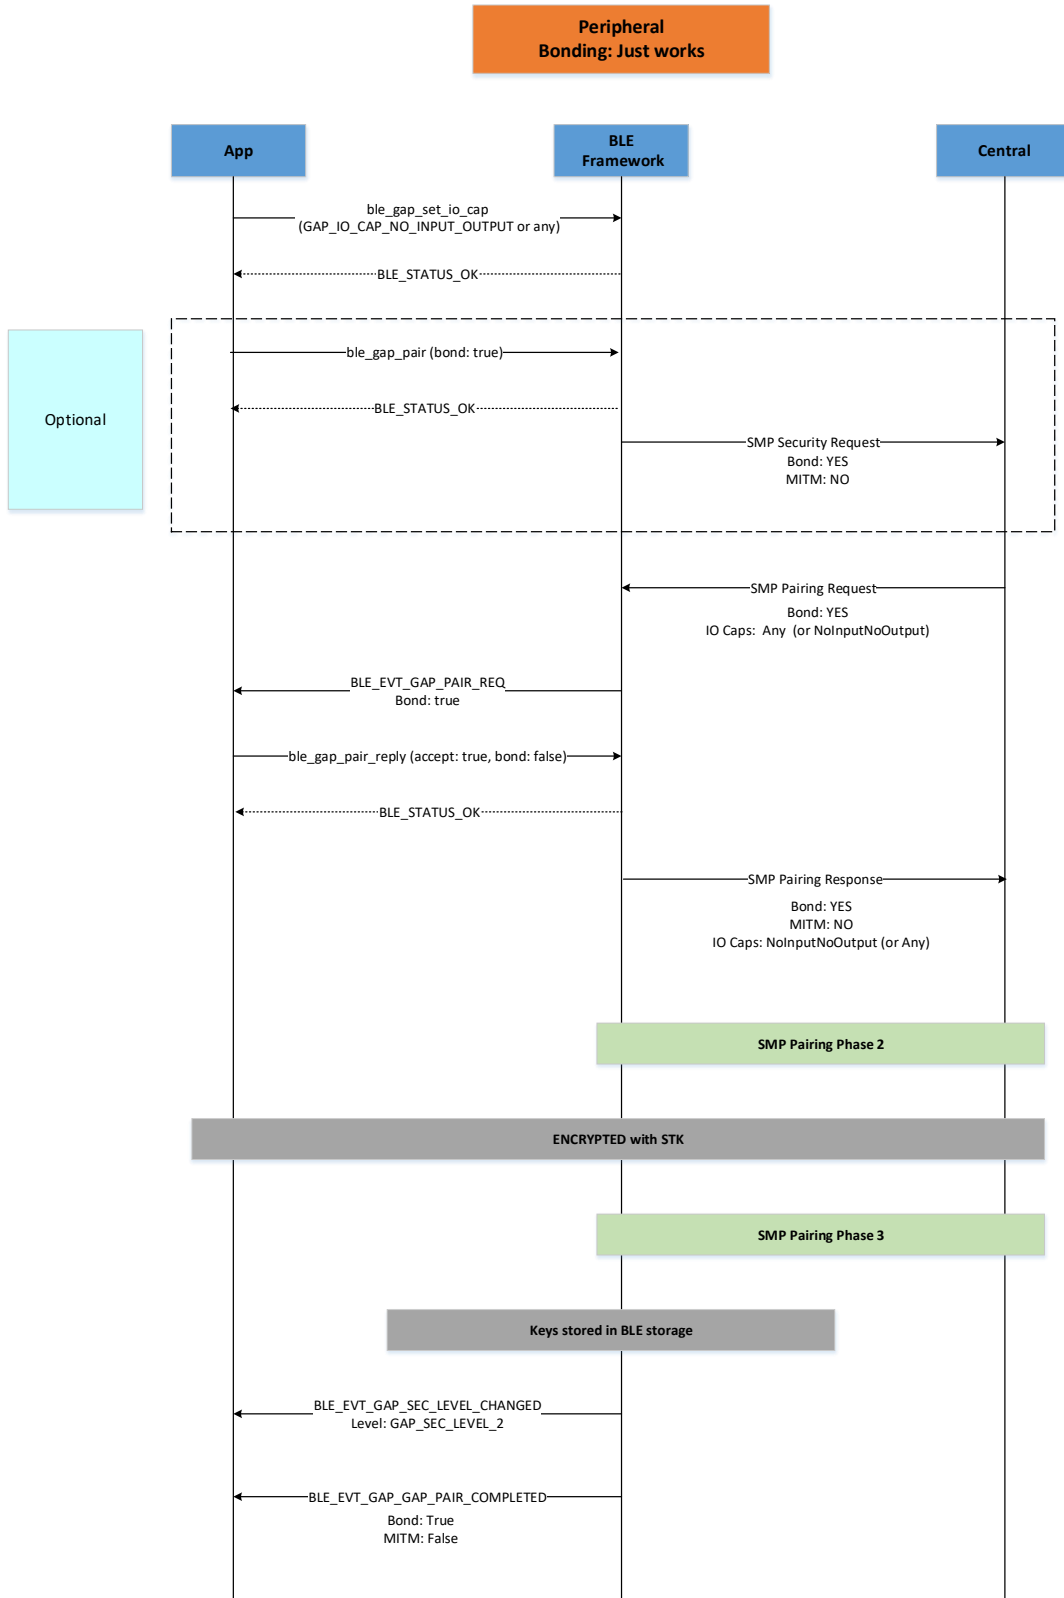 Peripheral
Bonding: Just works
App
BLE
Framework
Central
ble_gap_set_io_cap
(GAP_IO_CAP_NO_INPUT_OUTPUT or any)
BLE_STATUS_OK
Optional
ble_gap_pair (bond: true)
BLE_STATUS_OK
SMP Security Request
Bond: YES
MITM: NO
SMP Pairing Request
Bond: YES
IO Caps:  Any  (or NoInputNoOutput)
BLE_EVT_GAP_PAIR_REQ
Bond: true
ble_gap_pair_reply (accept: true, bond: false)
BLE_STATUS_OK
SMP Pairing Response
Bond: YES
MITM: NO
IO Caps: NoInputNoOutput (or Any)
SMP Pairing Phase 2
ENCRYPTED with STK
SMP Pairing Phase 3
Keys stored in BLE storage
BLE_EVT_GAP_SEC_LEVEL_CHANGED
Level: GAP_SEC_LEVEL_2
BLE_EVT_GAP_GAP_PAIR_COMPLETED
Bond: True
MITM: False